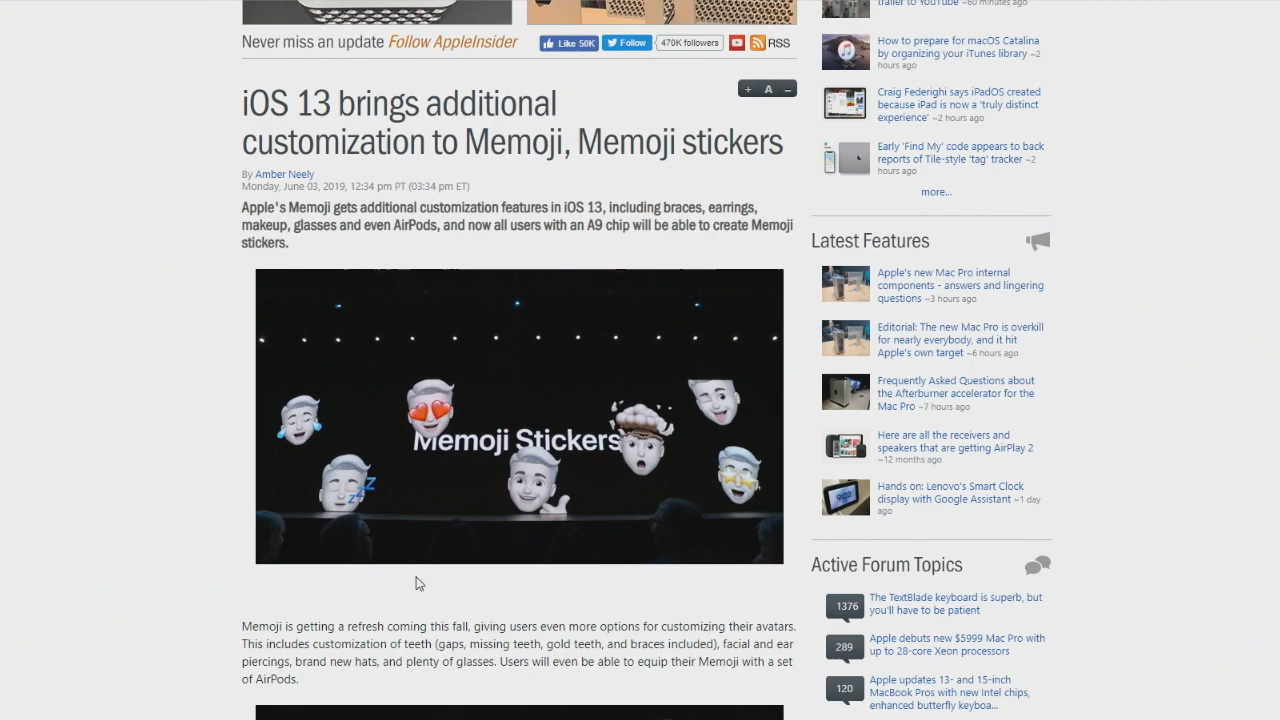 Never miss an update Follow AppleInsider
Like 50K
Follow
470K followers
RSS
+ A –
iOS 13 brings additional
customization to Memoji, Memoji stickers
By Amber Neely
Monday, June 03, 2019, 12:34 pm PT (03:34 pm ET)
Apple's Memoji gets additional customization features in iOS 13, including braces, earrings,
makeup, glasses and even AirPods, and now all users with an A9 chip will be able to create Memoji
stickers.
Memoji Stickers
zzz
Memoji is getting a refresh coming this fall, giving users even more options for customizing their avatars.
This includes customization of teeth (gaps, missing teeth, gold teeth, and braces included), facial and ear
piercings, brand new hats, and plenty of glasses. Users will even be able to equip their Memoji with a set
of AirPods.
trailer to YouTube ~60 minutes ago
How to prepare for macOS Catalina
by organizing your iTunes library ~2
hours ago
Craig Federighi says iPadOS created
because iPad is now a 'truly distinct
experience' ~2 hours ago
Early 'Find My' code appears to back
reports of Tile-style 'tag' tracker ~2
hours ago
more...
Latest Features
Apple's new Mac Pro internal
components - answers and lingering
questions ~3 hours ago
Editorial: The new Mac Pro is overkill
for nearly everybody, and it hit
Apple's own target ~6 hours ago
Frequently Asked Questions about
the Afterburner accelerator for the
Mac Pro ~7 hours ago
Here are all the receivers and
speakers that are getting AirPlay 2
~12 months ago
9:02
Hands on: Lenovo's Smart Clock
display with Google Assistant ~1 day
ago
Active Forum Topics
1376
The TextBlade keyboard is superb, but
you'll have to be patient
289
Apple debuts new $5999 Mac Pro with
up to 28-core Xeon processors
120
Apple updates 13- and 15-inch
MacBook Pros with new Intel chips,
enhanced butterfly keyboa...